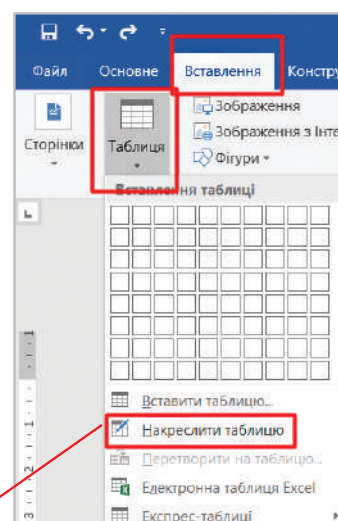 Файл Основне Вставлення Констру
Зображення
Зображення з Інте
Сторінки Таблиця Фігури
Вставлення таблиці
Вставити таблицю...
Накреслити таблицю
Перетворити на таблицю...
Електронна таблиця Excel
Експрес-таблиці